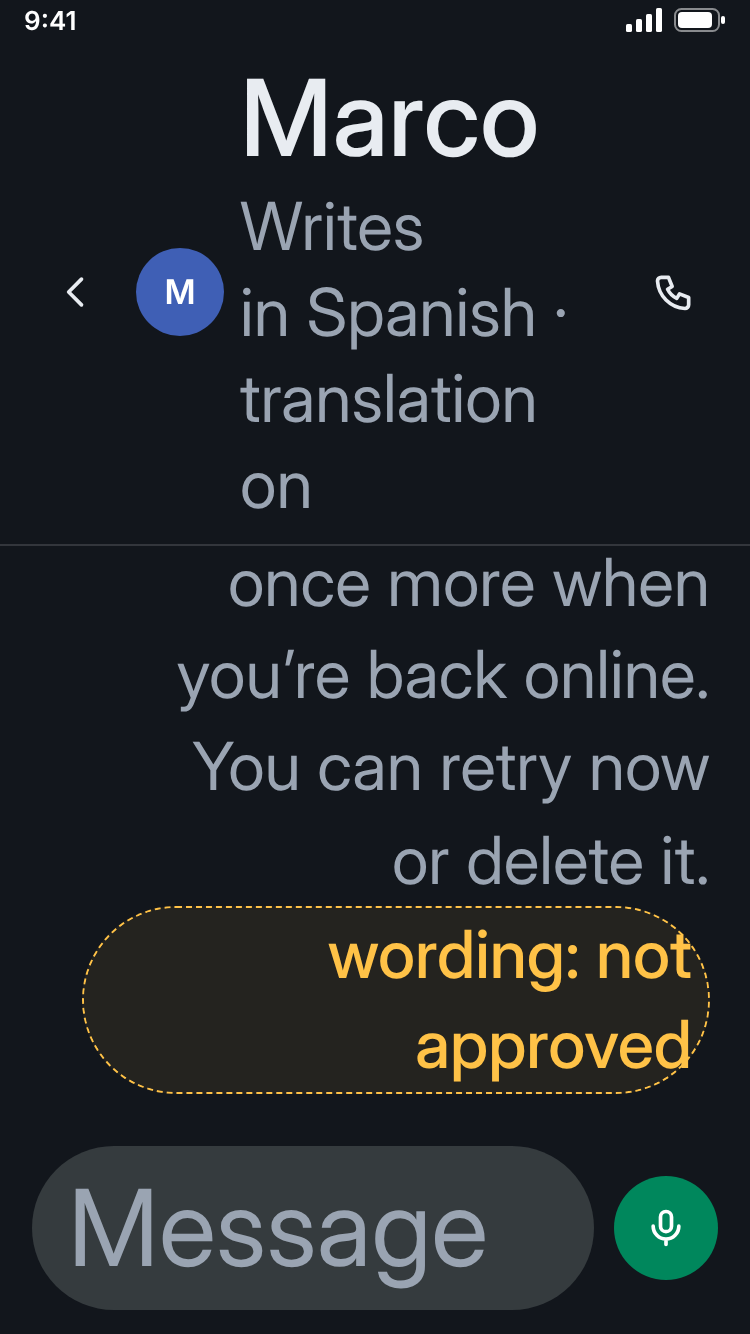 9:41
Marco
Writes
in Spanish ·
translation
on
M
once more when
you’re back online.
You can retry now
or delete it.
wording: not
approved
Message